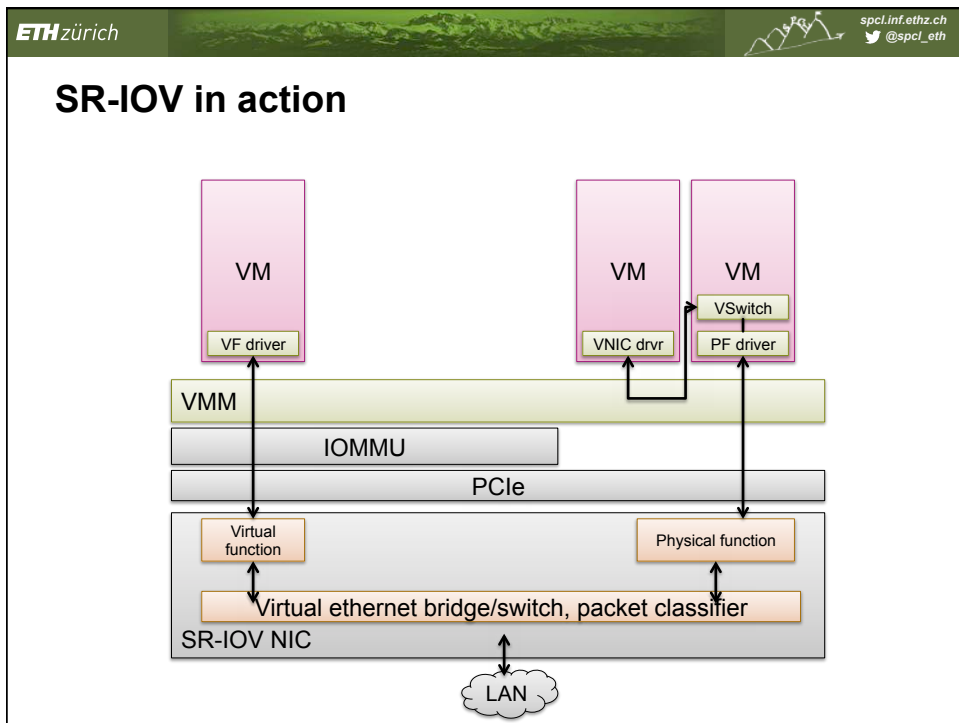 ETH zürich
spcl.inf.ethz.ch
@spcl_eth
SR-IOV in action
VM
VM
VM
VSwitch
VF driver
VNIC drvr
PF driver
VMM
IOMMU
PCIe
Virtual
function
Physical function
Virtual ethernet bridge/switch, packet classifier
SR-IOV NIC
LAN